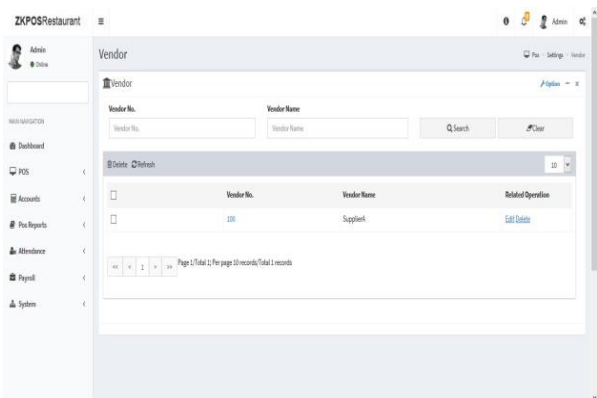 ZKPOSRestaurant
Admin
Admin
Online
Vendor
Pos Settings Vendor
Vendor
Option
MAIN NAVIGATION
Vendor No.
Vendor Name
Vendor No.
Vendor Name
Search
Clear
Dashboard
POS
Accounts
Pos Reports
Attendance
Payroll
System
Delete Refresh
10
Vendor No.
Vendor Name
Related Operation
100
SupplierA
Edit Delete
<< < 1 > >> Page 1/Total 1; Per page 10 records/Total 1 records